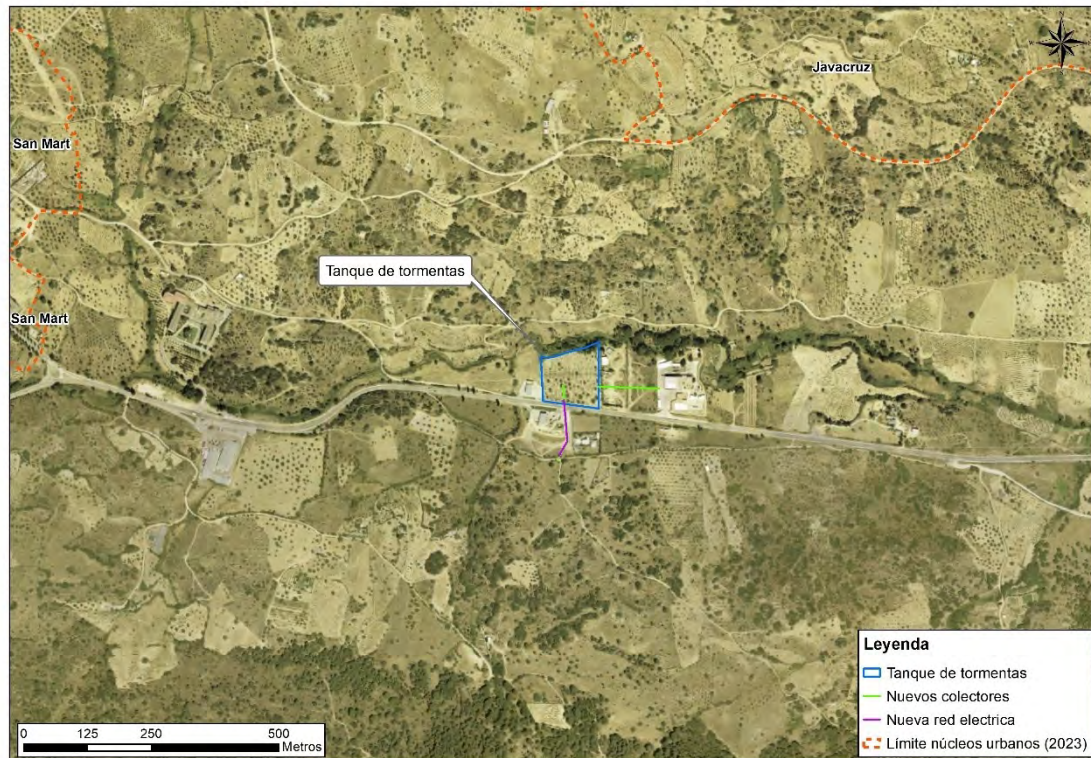 Javacruz
San Mart
Tanque de tormentas
San Mart
Leyenda
Tanque de tormentas
Nuevos colectores
Nueva red electrica
Límite núcleos urbanos (2023)
0 125 250 500
Metros